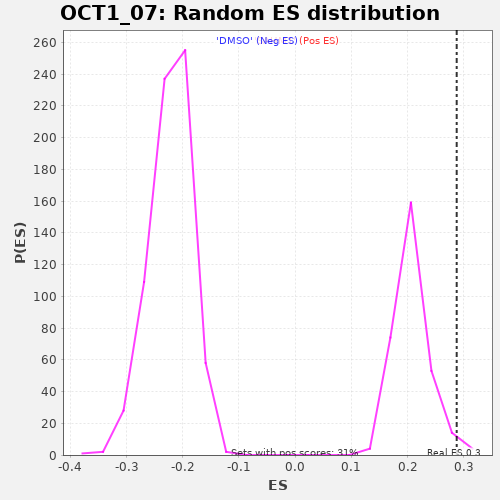 OCT1_07: Random ES distribution
'DMSO' (Neg ES) (Pos ES)
P(ES)
260
240
220
200
180
160
140
120
100
80
60
40
20
0
Sets with pos scores: 31%
Real ES 0.3
-0.4 -0.3 -0.2 -0.1 0.0 0.1 0.2 0.3
ES